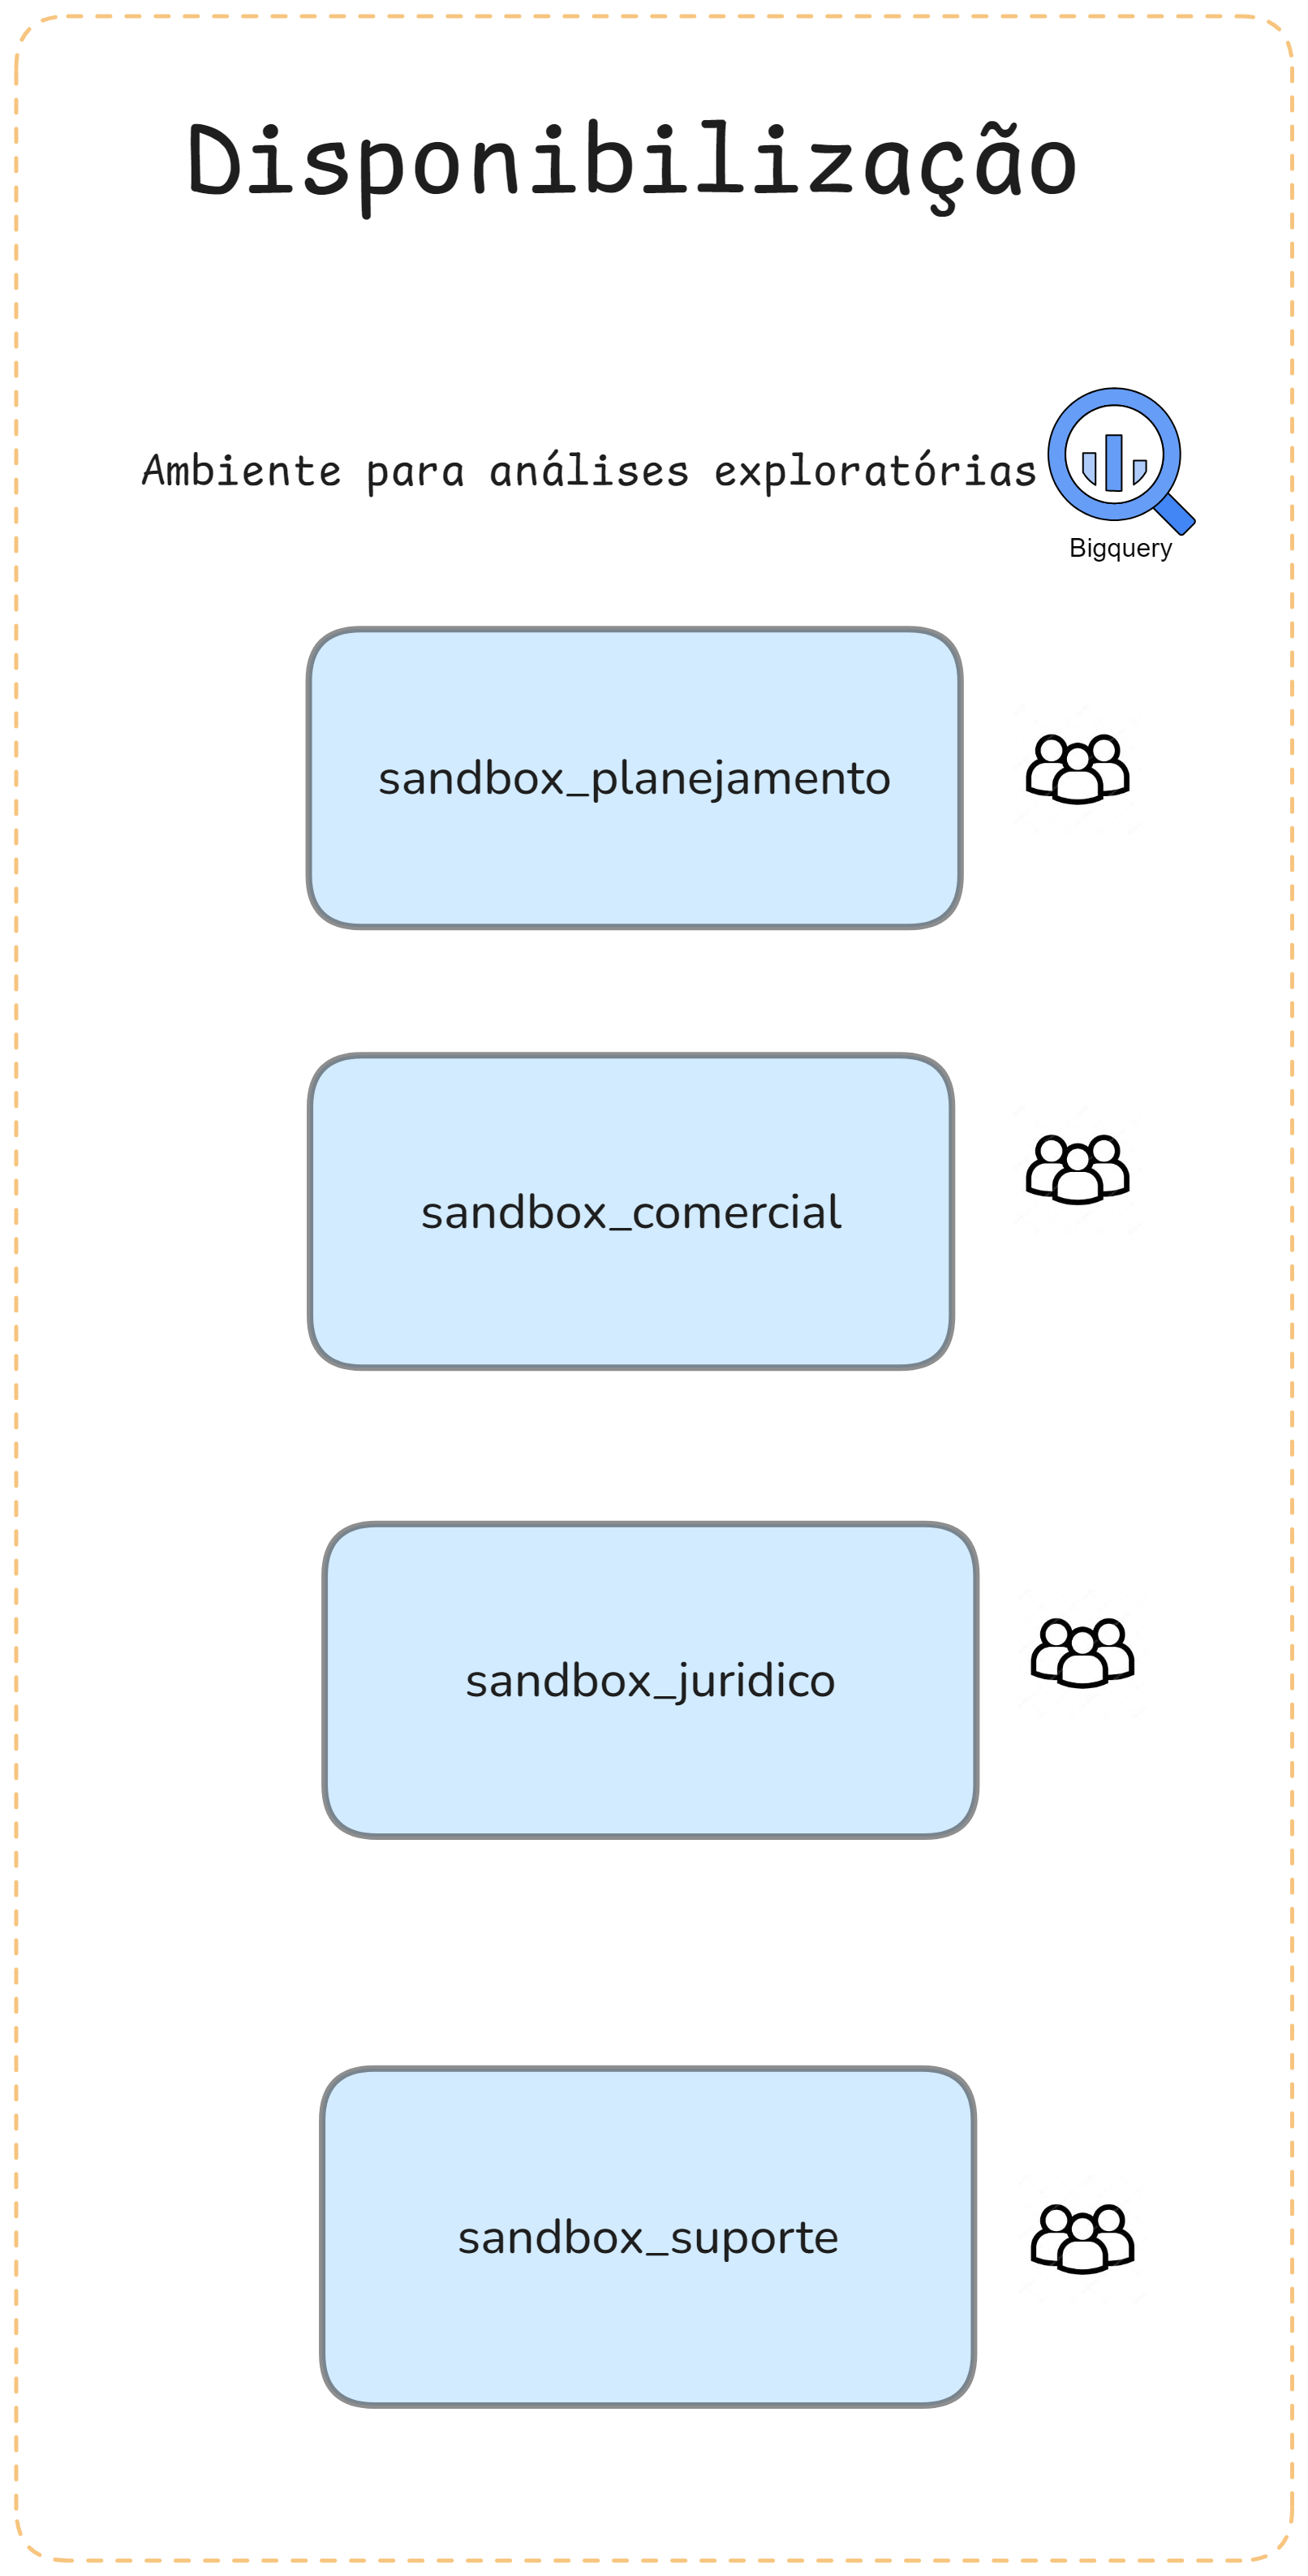 Disponibilização
Ambiente para análises exploratórias
Bigquery
sandbox_planejamento
sandbox_comercial
sandbox_juridico
sandbox_suporte